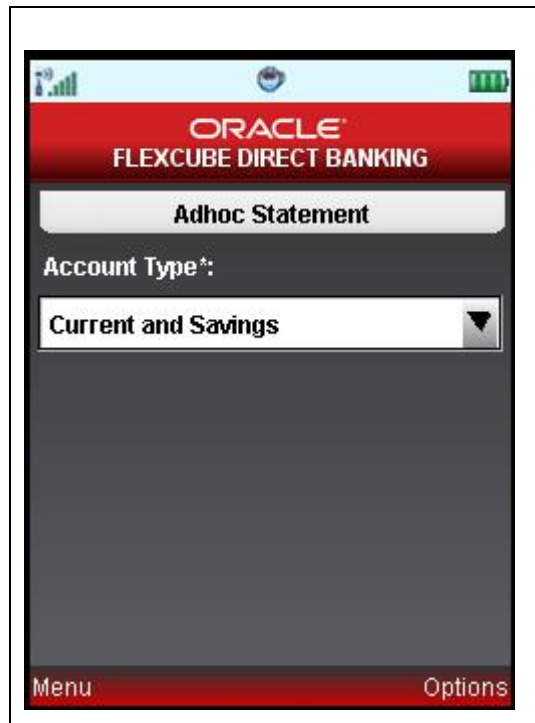 ORACLE
FLEXCUBE DIRECT BANKING
Adhoc Statement
Account Type*:
Current and Savings
Menu Options